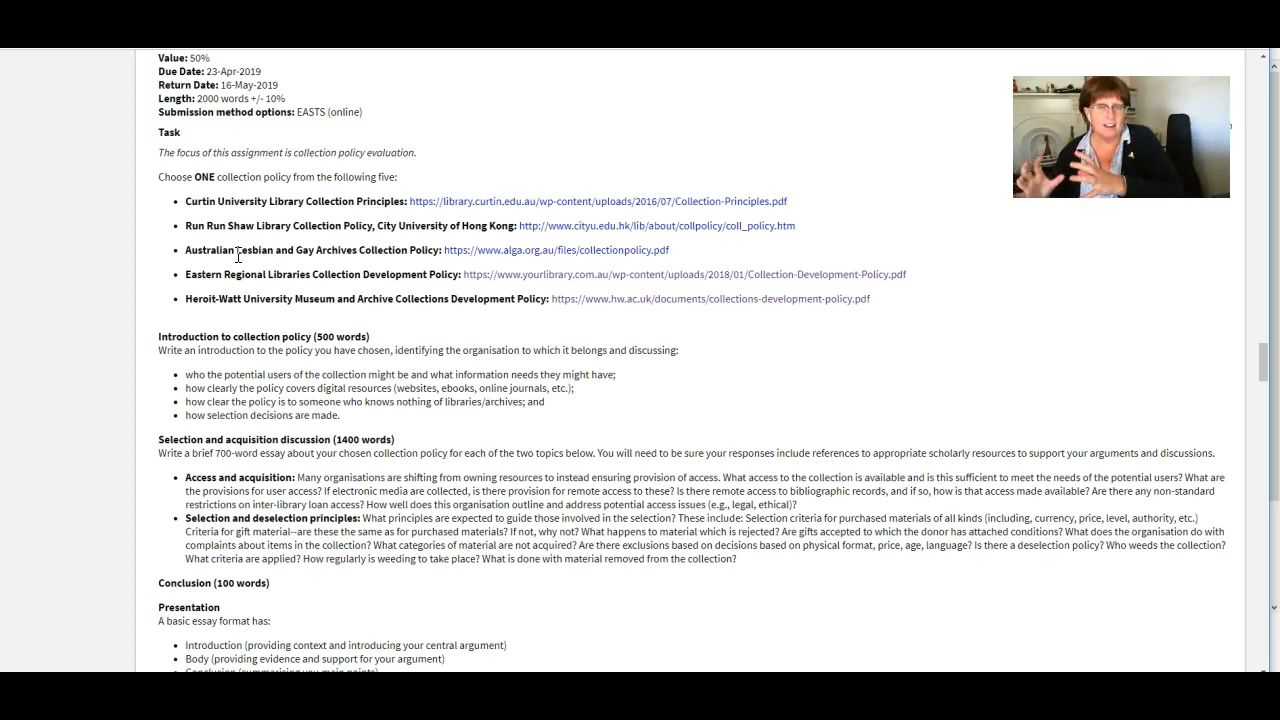 Value: 50%
Due Date: 23-Apr-2019
Return Date: 16-May-2019
Length: 2000 words +/- 10%
Submission method options: EASTS (online)
Task
The focus of this assignment is collection policy evaluation.
Choose ONE collection policy from the following five:
• Curtin University Library Collection Principles: https://library.curtin.edu.au/wp-content/uploads/2016/07/Collection-Principles.pdf
• Run Run Shaw Library Collection Policy, City University of Hong Kong: http://www.cityu.edu.hk/lib/about/collpolicy/coll_policy.htm
• Australian Lesbian and Gay Archives Collection Policy: https://www.alga.org.au/files/collectionpolicy.pdf
• Eastern Regional Libraries Collection Development Policy: https://www.yourlibrary.com.au/wp-content/uploads/2018/01/Collection-Development-Policy.pdf
• Heroit-Watt University Museum and Archive Collections Development Policy: https://www.hw.ac.uk/documents/collections-development-policy.pdf
Introduction to collection policy (500 words)
Write an introduction to the policy you have chosen, identifying the organisation to which it belongs and discussing:
• who the potential users of the collection might be and what information needs they might have;
• how clearly the policy covers digital resources (websites, ebooks, online journals, etc.);
• how clear the policy is to someone who knows nothing of libraries/archives; and
• how selection decisions are made.
Selection and acquisition discussion (1400 words)
Write a brief 700-word essay about your chosen collection policy for each of the two topics below. You will need to be sure your responses include references to appropriate scholarly resources to support your arguments and discussions.
• Access and acquisition: Many organisations are shifting from owning resources to instead ensuring provision of access. What access to the collection is available and is this sufficient to meet the needs of the potential users? What are
the provisions for user access? If electronic media are collected, is there provision for remote access to these? Is there remote access to bibliographic records, and if so, how is that access made available? Are there any non-standard
restrictions on inter-library loan access? How well does this organisation outline and address potential access issues (e.g., legal, ethical)?
• Selection and deselection principles: What principles are expected to guide those involved in the selection? These include: Selection criteria for purchased materials of all kinds (including, currency, price, level, authority, etc.)
Criteria for gift material--are these the same as for purchased materials? If not, why not? What happens to material which is rejected? Are gifts accepted to which the donor has attached conditions? What does the organisation do with
complaints about items in the collection? What categories of material are not acquired? Are there exclusions based on decisions based on physical format, price, age, language? Is there a deselection policy? Who weeds the collection?
What criteria are applied? How regularly is weeding to take place? What is done with material removed from the collection?
Conclusion (100 words)
Presentation
A basic essay format has:
• Introduction (providing context and introducing your central argument)
• Body (providing evidence and support for your argument)
• Conclusion (summarising you main points)